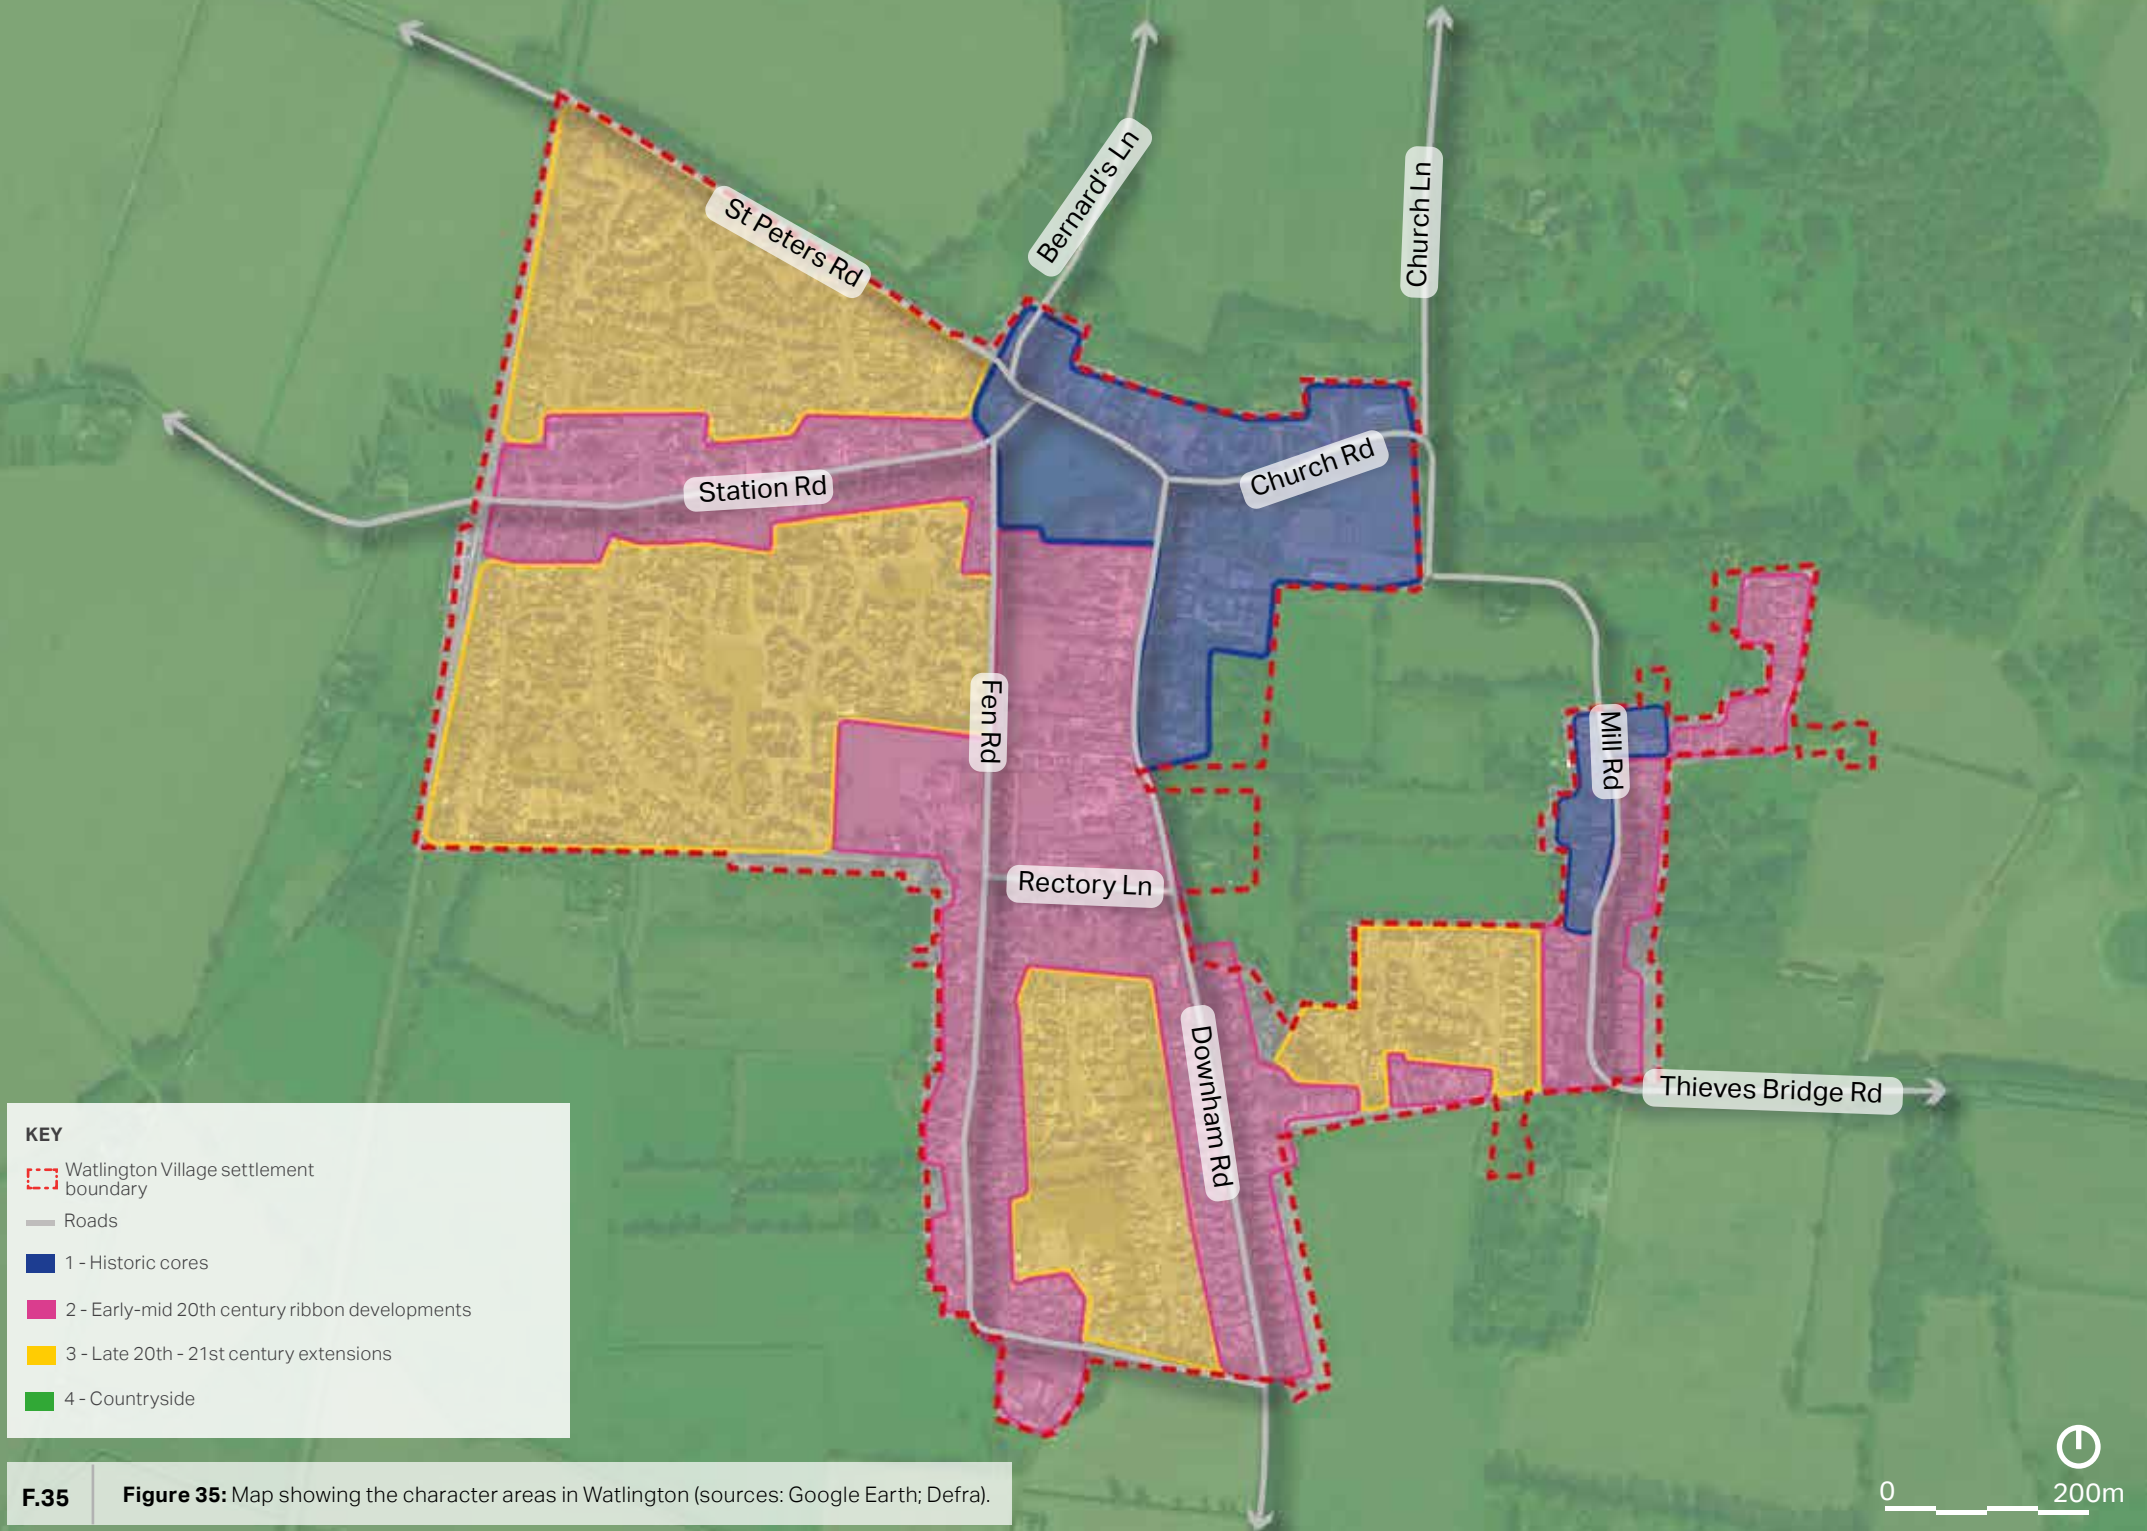 St Peters Rd
Bernard's Ln
Church Ln
Station Rd
Church Rd
Fen Rd
Mill Rd
Rectory Ln
Downham Rd
Thieves Bridge Rd
KEY
Watlington Village settlement
boundary
Roads
1 - Historic cores
2 - Early-mid 20th century ribbon developments
3 - Late 20th - 21st century extensions
4 - Countryside
F.35
Figure 35: Map showing the character areas in Watlington (sources: Google Earth; Defra).
0 200m